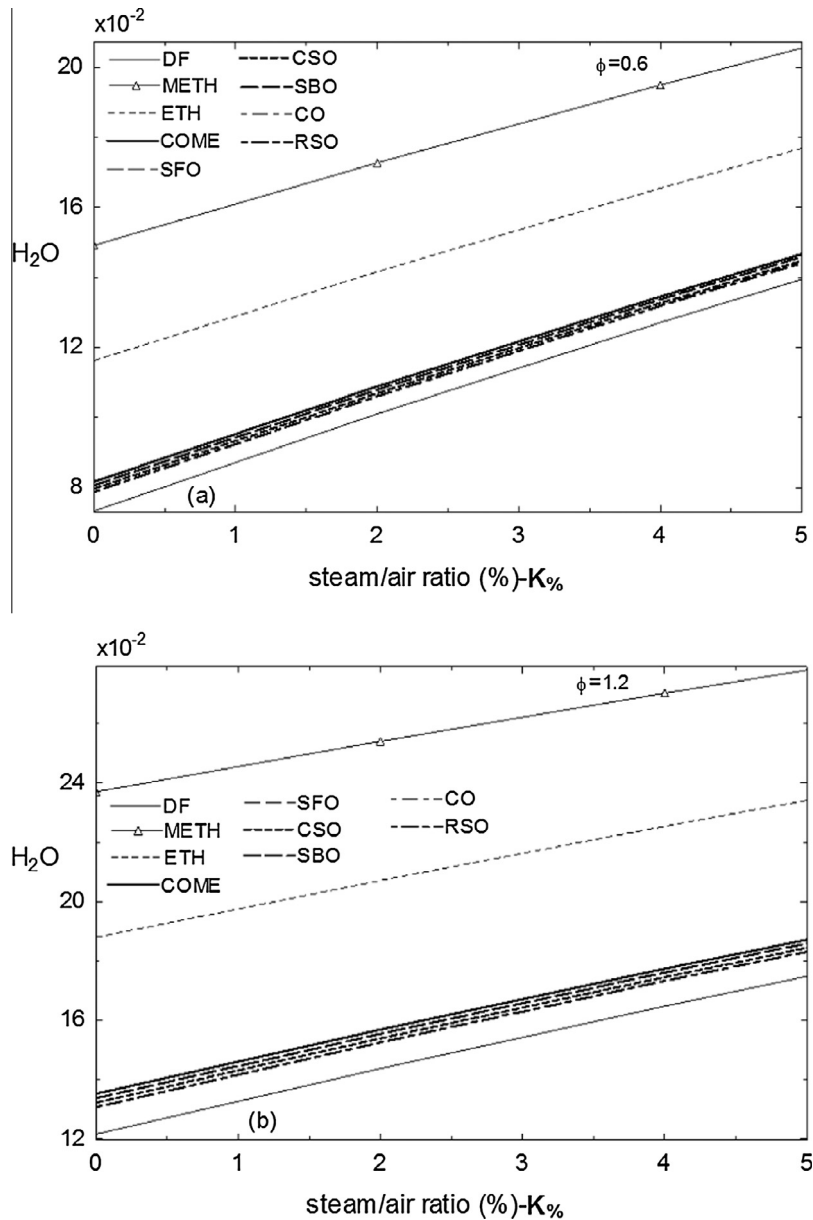 x10⁻²
20
16
H₂O
12
8
DF
METH
ETH
COME
SFO
CSO
SBO
CO
RSO
ϕ=0.6
(a)
0 1 2 3 4 5
steam/air ratio (%)-K%
x10⁻²
24
H₂O
20
16
12
ϕ=1.2
DF
METH
ETH
COME
SFO
CSO
SBO
CO
RSO
(b)
0 1 2 3 4 5
steam/air ratio (%)-K%